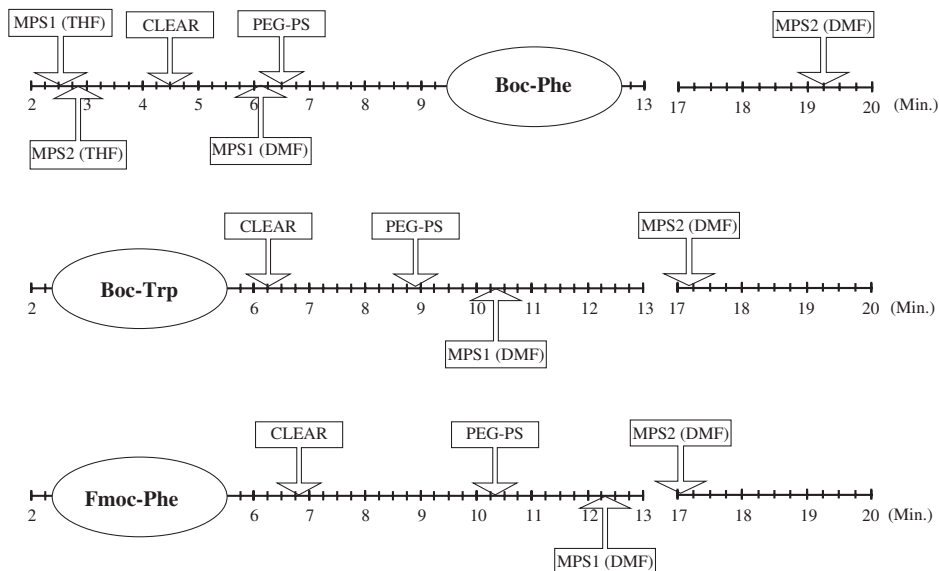 MPS1 (THF) CLEAR PEG-PS MPS2 (DMF)
Boc-Phe
2 3 4 5 6 7 8 9 13 17 18 19 20 (Min.)
MPS2 (THF) MPS1 (DMF)
CLEAR PEG-PS MPS2 (DMF)
Boc-Trp
2 6 7 8 9 10 11 12 13 17 18 19 20 (Min.)
MPS1 (DMF)
CLEAR PEG-PS MPS2 (DMF)
Fmoc-Phe
2 6 7 8 9 10 11 12 13 17 18 19 20 (Min.)
MPS1 (DMF)